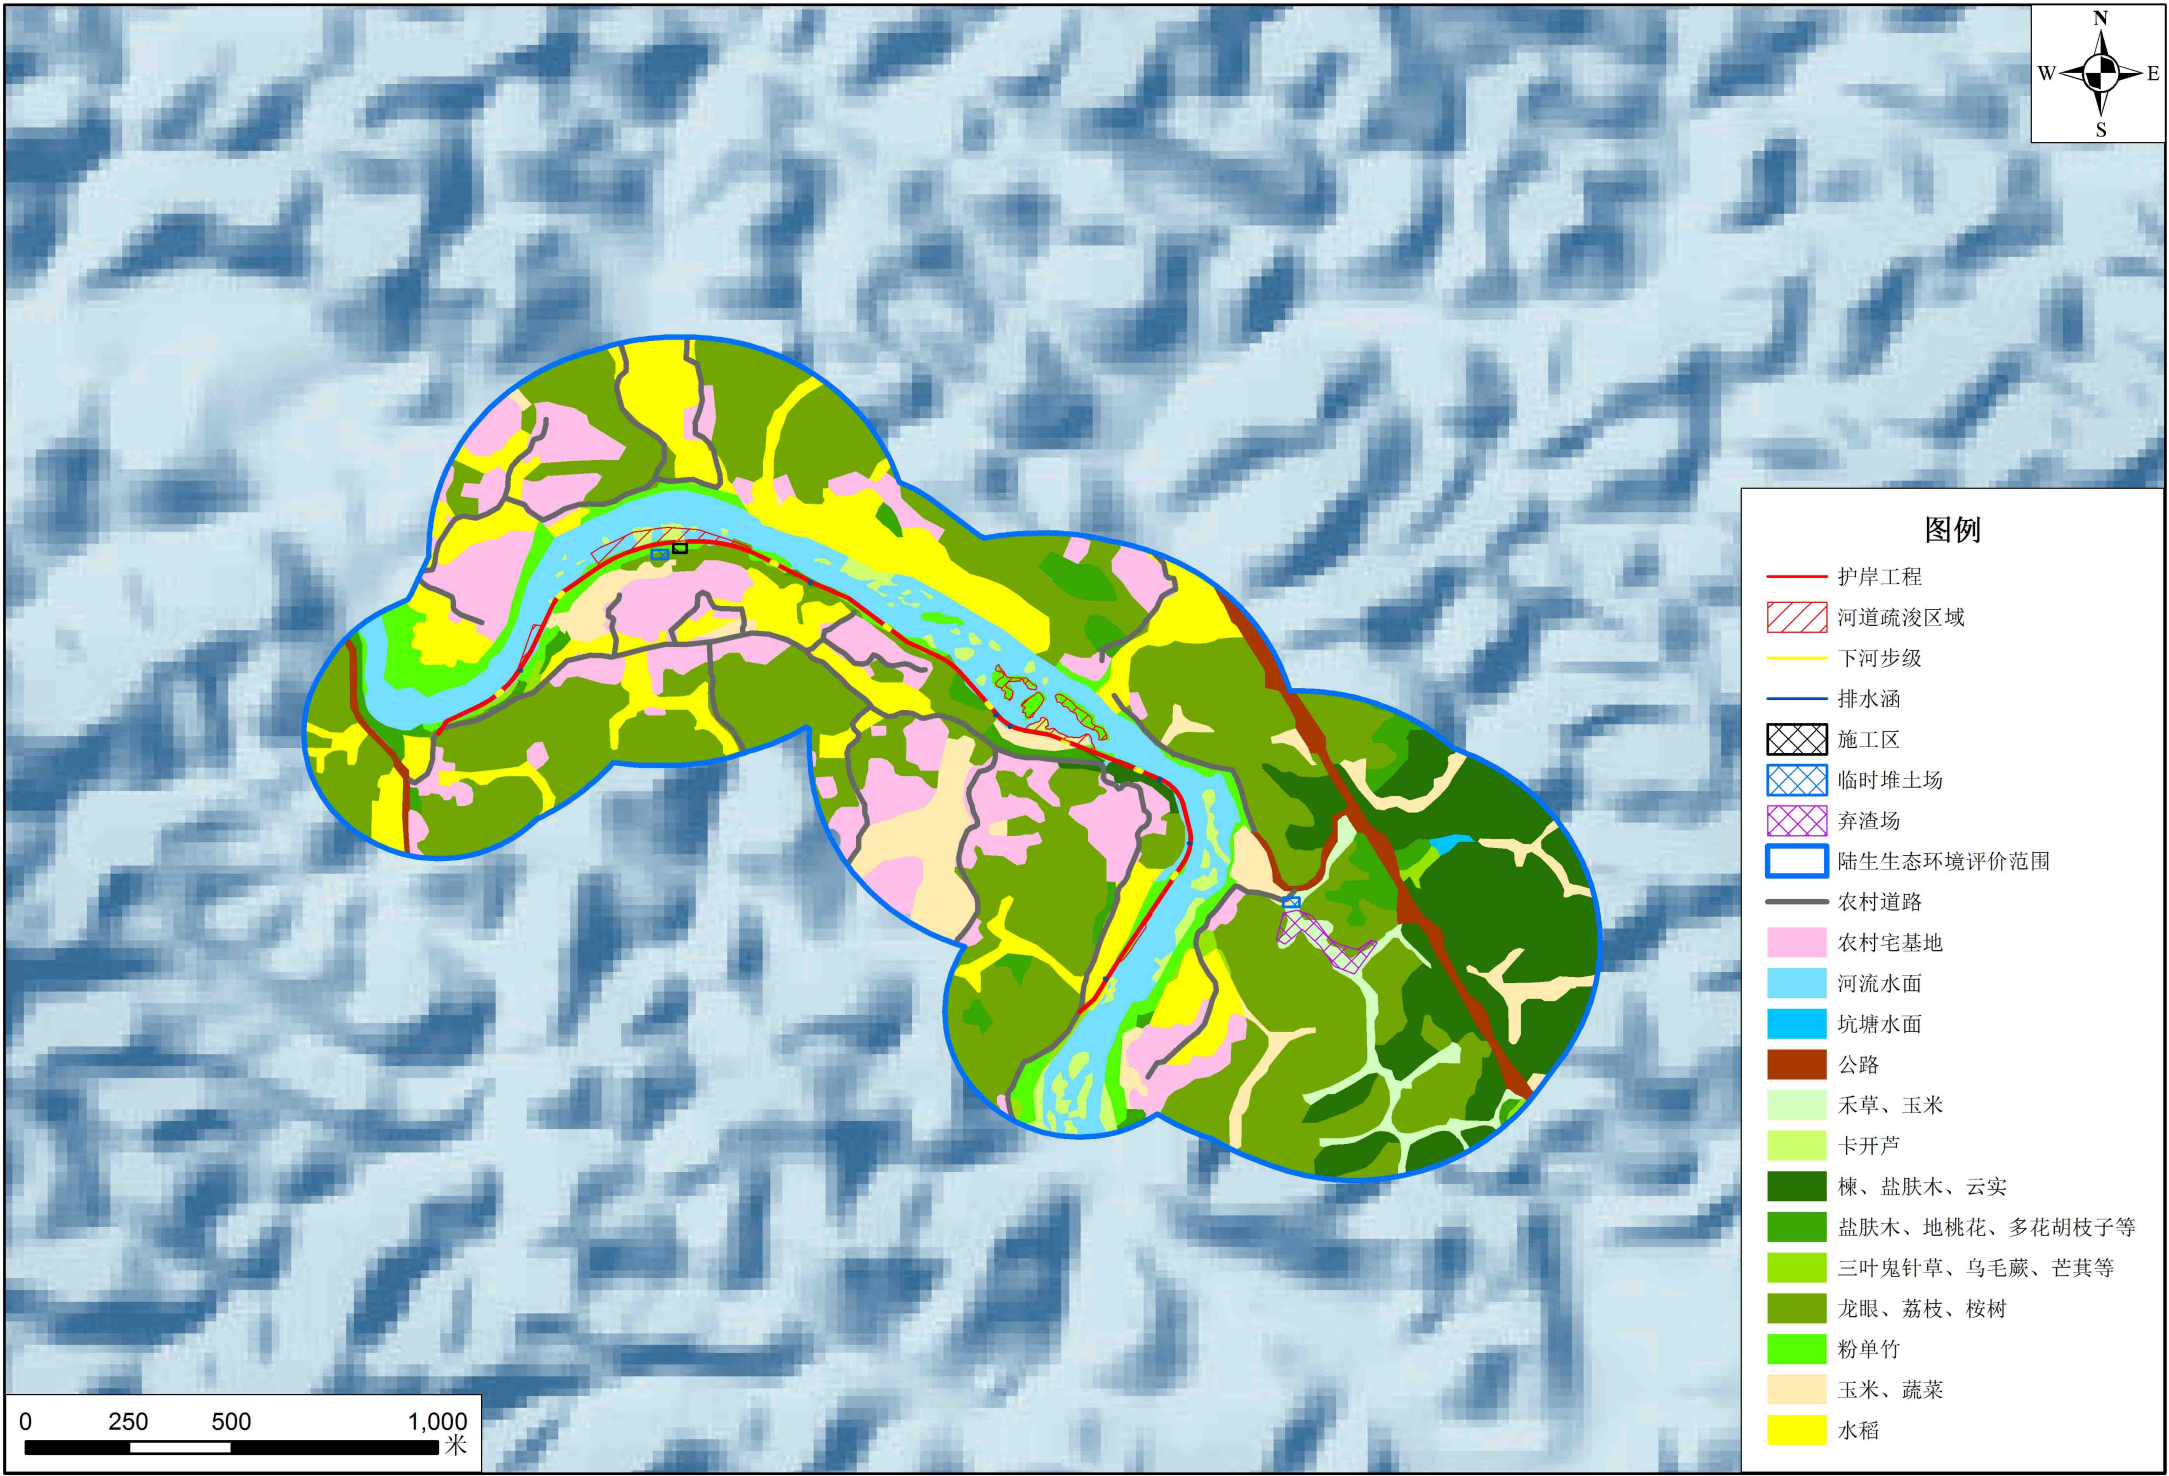 N
W
E
S
图例
护岸工程
河道疏浚区域
下河步级
排水涵
施工区
临时堆土场
弃渣场
陆生生态环境评价范围
农村道路
农村宅基地
河流水面
坑塘水面
公路
禾草、玉米
卡开芦
楝、盐肤木、云实
盐肤木、地桃花、多花胡枝子等
三叶鬼针草、乌毛蕨、芒萁等
龙眼、荔枝、桉树
粉单竹
玉米、蔬菜
水稻
0 250 500 1,000
米